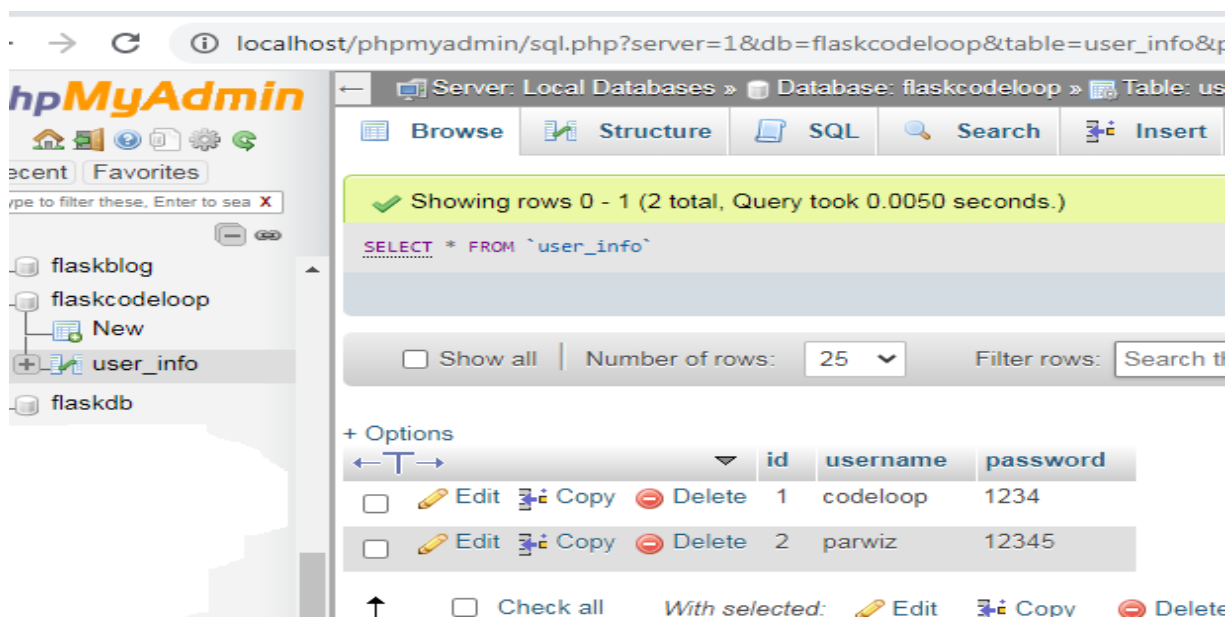 localhost/phpmyadmin/sql.php?server=1&db=flaskcodeloop&table=user_info&p
hpMyAdmin
ecent Favorites
ype to filter these, Enter to sea X
flaskblog
flaskcodeloop
New
user_info
flaskdb
Server: Local Databases » Database: flaskcodeloop » Table: us
Browse Structure SQL Search Insert
Showing rows 0 - 1 (2 total, Query took 0.0050 seconds.)
SELECT * FROM `user_info`
Show all Number of rows: 25 Filter rows: Search th
+ Options
←T→ id username password
Edit Copy Delete 1 codeloop 1234
Edit Copy Delete 2 parwiz 12345
Check all With selected: Edit Copy Delete